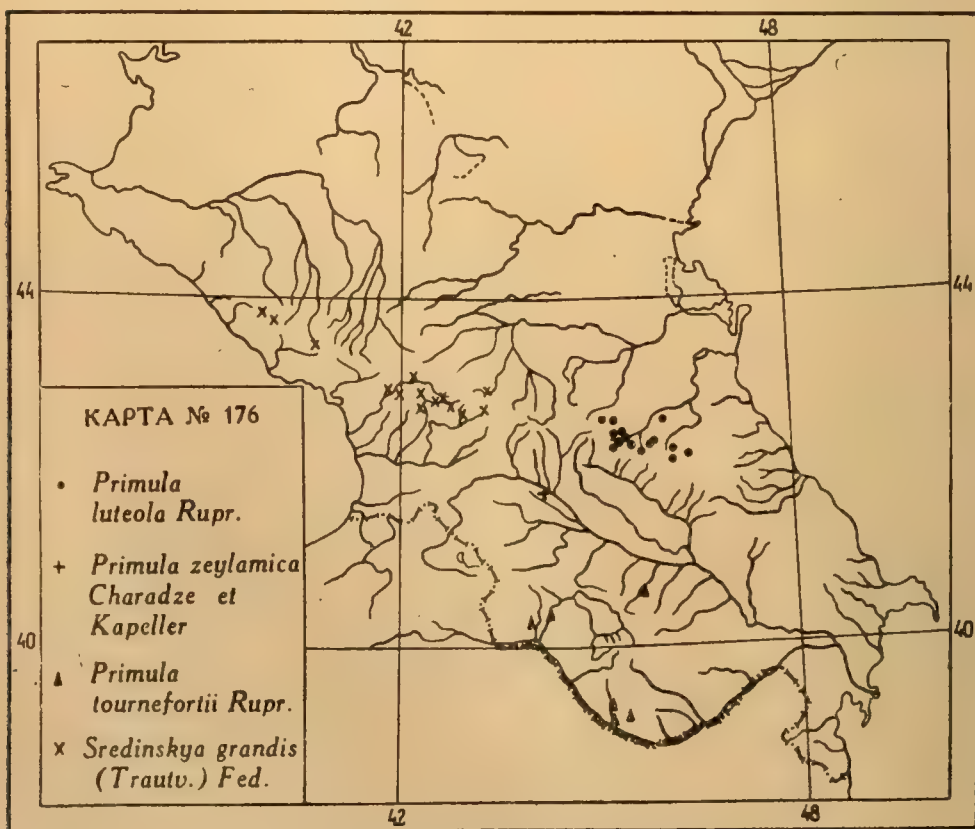 42 48
44 44
КАРТА № 176
• Primula
luteola Rupr.
+ Primula zeylamica
Charadze et
Kapeller
▲ Primula
tournefortii Rupr.
× Sredinskya grandis
(Trautv.) Fed.
40 40
42 48